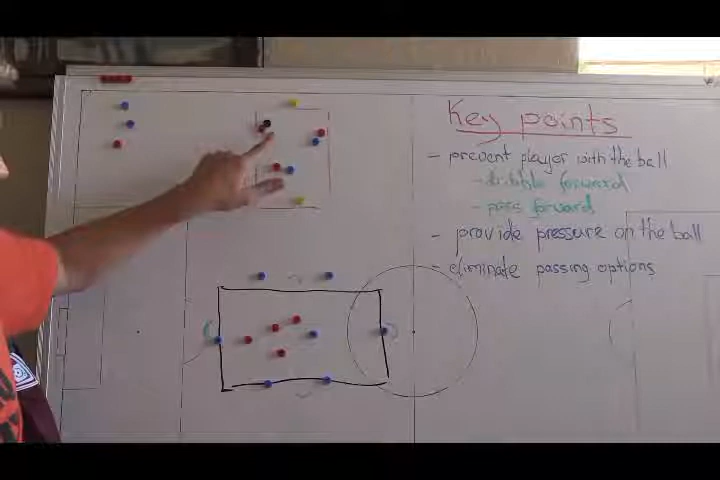 Key points
- prevent player with the ball
- dribble forward
- pass forward
- provide pressure on the ball
- eliminate passing options